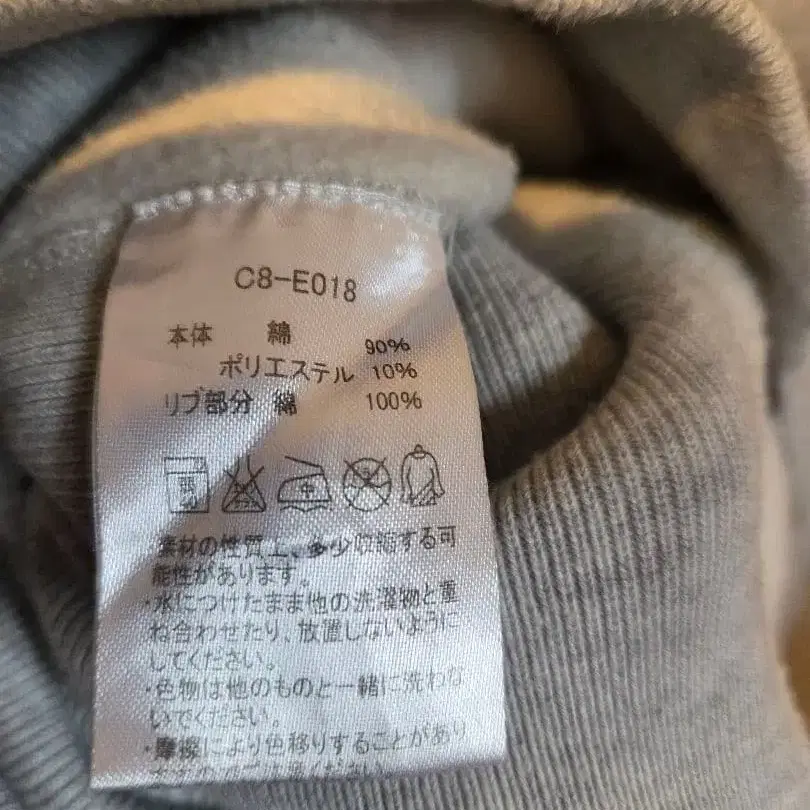 C8-E018
本体 綿 90%
ポリエステル 10%
リブ部分 綿 100%
中
素材の性質上、多少収縮する可
能性があります。
・水につけたまま他の洗濯物と重
ね合わせたり、放置しないように
してください。
・色物は他のものと一緒に洗わな
いでください。
・摩擦により色移りすることがあり